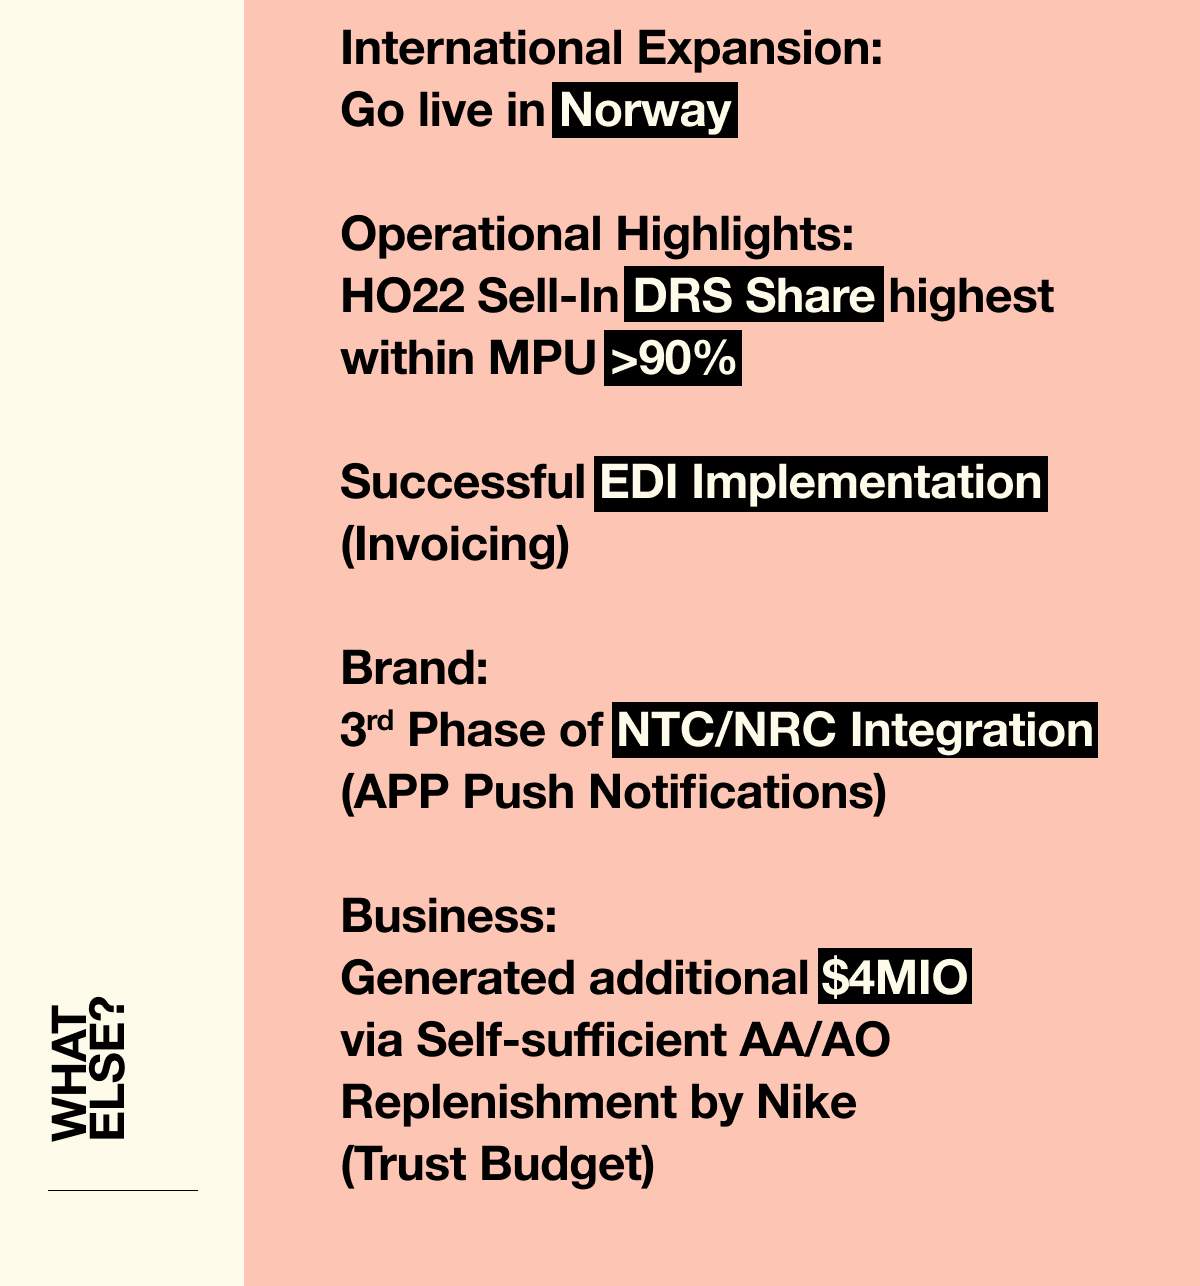 International Expansion:
Go live in Norway
Operational Highlights:
HO22 Sell-In DRS Share highest
within MPU >90%
Successful EDI Implementation
(Invoicing)
Brand:
3rd Phase of NTC/NRC Integration
(APP Push Notifications)
Business:
Generated additional $4MIO
via Self-sufficient AA/AO
Replenishment by Nike
(Trust Budget)
WHAT
ELSE?